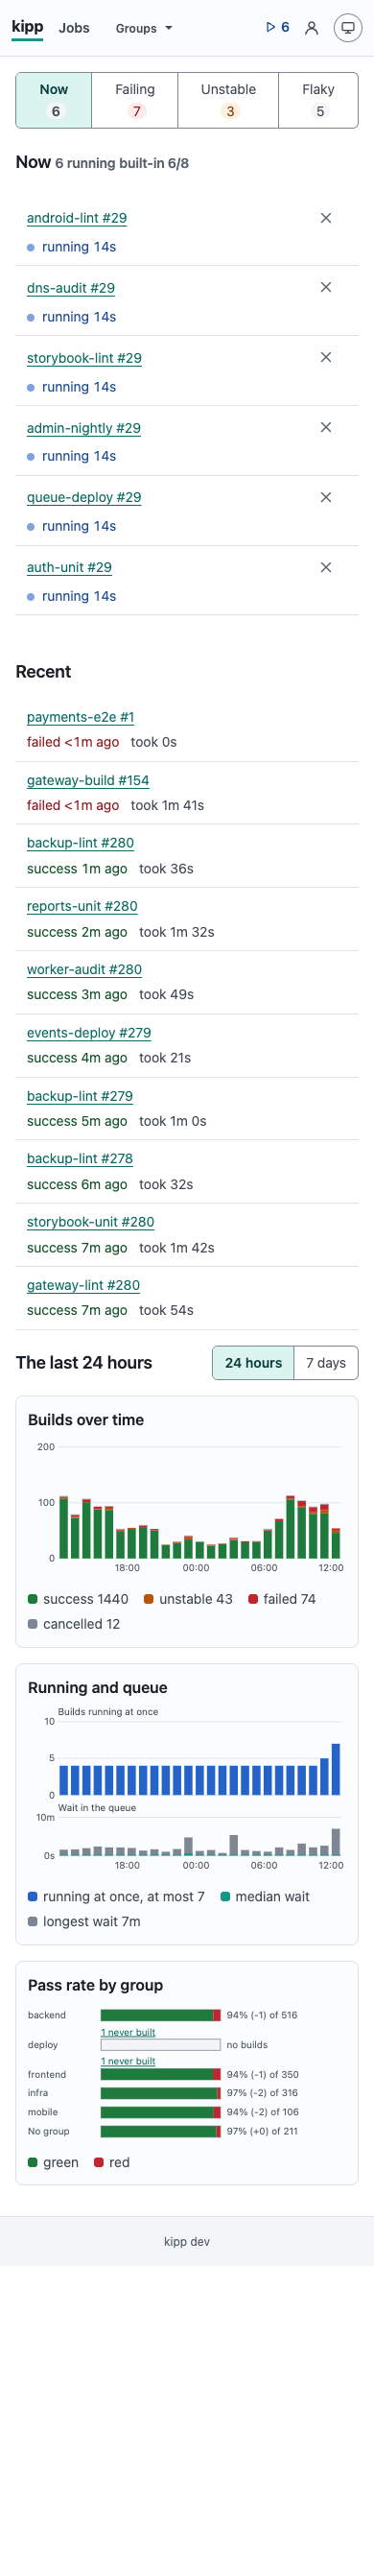 kipp Jobs Groups 6
Now Failing Unstable Flaky
6 7 3 5
Now 6 running built-in 6/8
android-lint #29
running 14s
dns-audit #29
running 14s
storybook-lint #29
running 14s
admin-nightly #29
running 14s
queue-deploy #29
running 14s
auth-unit #29
running 14s
Recent
payments-e2e #1
failed <1m ago took 0s
gateway-build #154
failed <1m ago took 1m 41s
backup-lint #280
success 1m ago took 36s
reports-unit #280
success 2m ago took 1m 32s
worker-audit #280
success 3m ago took 49s
events-deploy #279
success 4m ago took 21s
backup-lint #279
success 5m ago took 1m 0s
backup-lint #278
success 6m ago took 32s
storybook-unit #280
success 7m ago took 1m 42s
gateway-lint #280
success 7m ago took 54s
The last 24 hours 24 hours 7 days
Builds over time
200
100
0
18:00 00:00 06:00 12:00
success 1440 unstable 43 failed 74
cancelled 12
Running and queue
Builds running at once
10
5
0
Wait in the queue
10m
0s
18:00 00:00 06:00 12:00
running at once, at most 7 median wait
longest wait 7m
Pass rate by group
backend 94% (-1) of 516
1 never built
deploy no builds
1 never built
frontend 94% (-1) of 350
infra 97% (-2) of 316
mobile 94% (-2) of 106
No group 97% (+0) of 211
green red
kipp dev